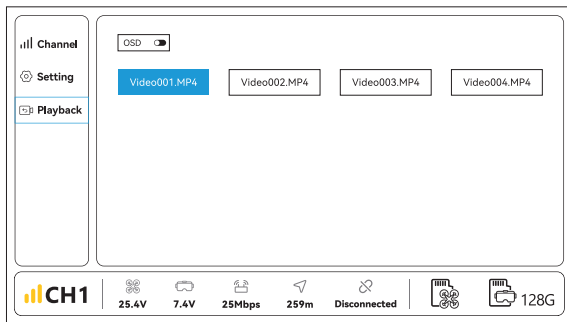 Channel
Setting
Playback
OSD
Video001.MP4 Video002.MP4 Video003.MP4 Video004.MP4
CH1
25.4V 7.4V 25Mbps 259m Disconnected 128G